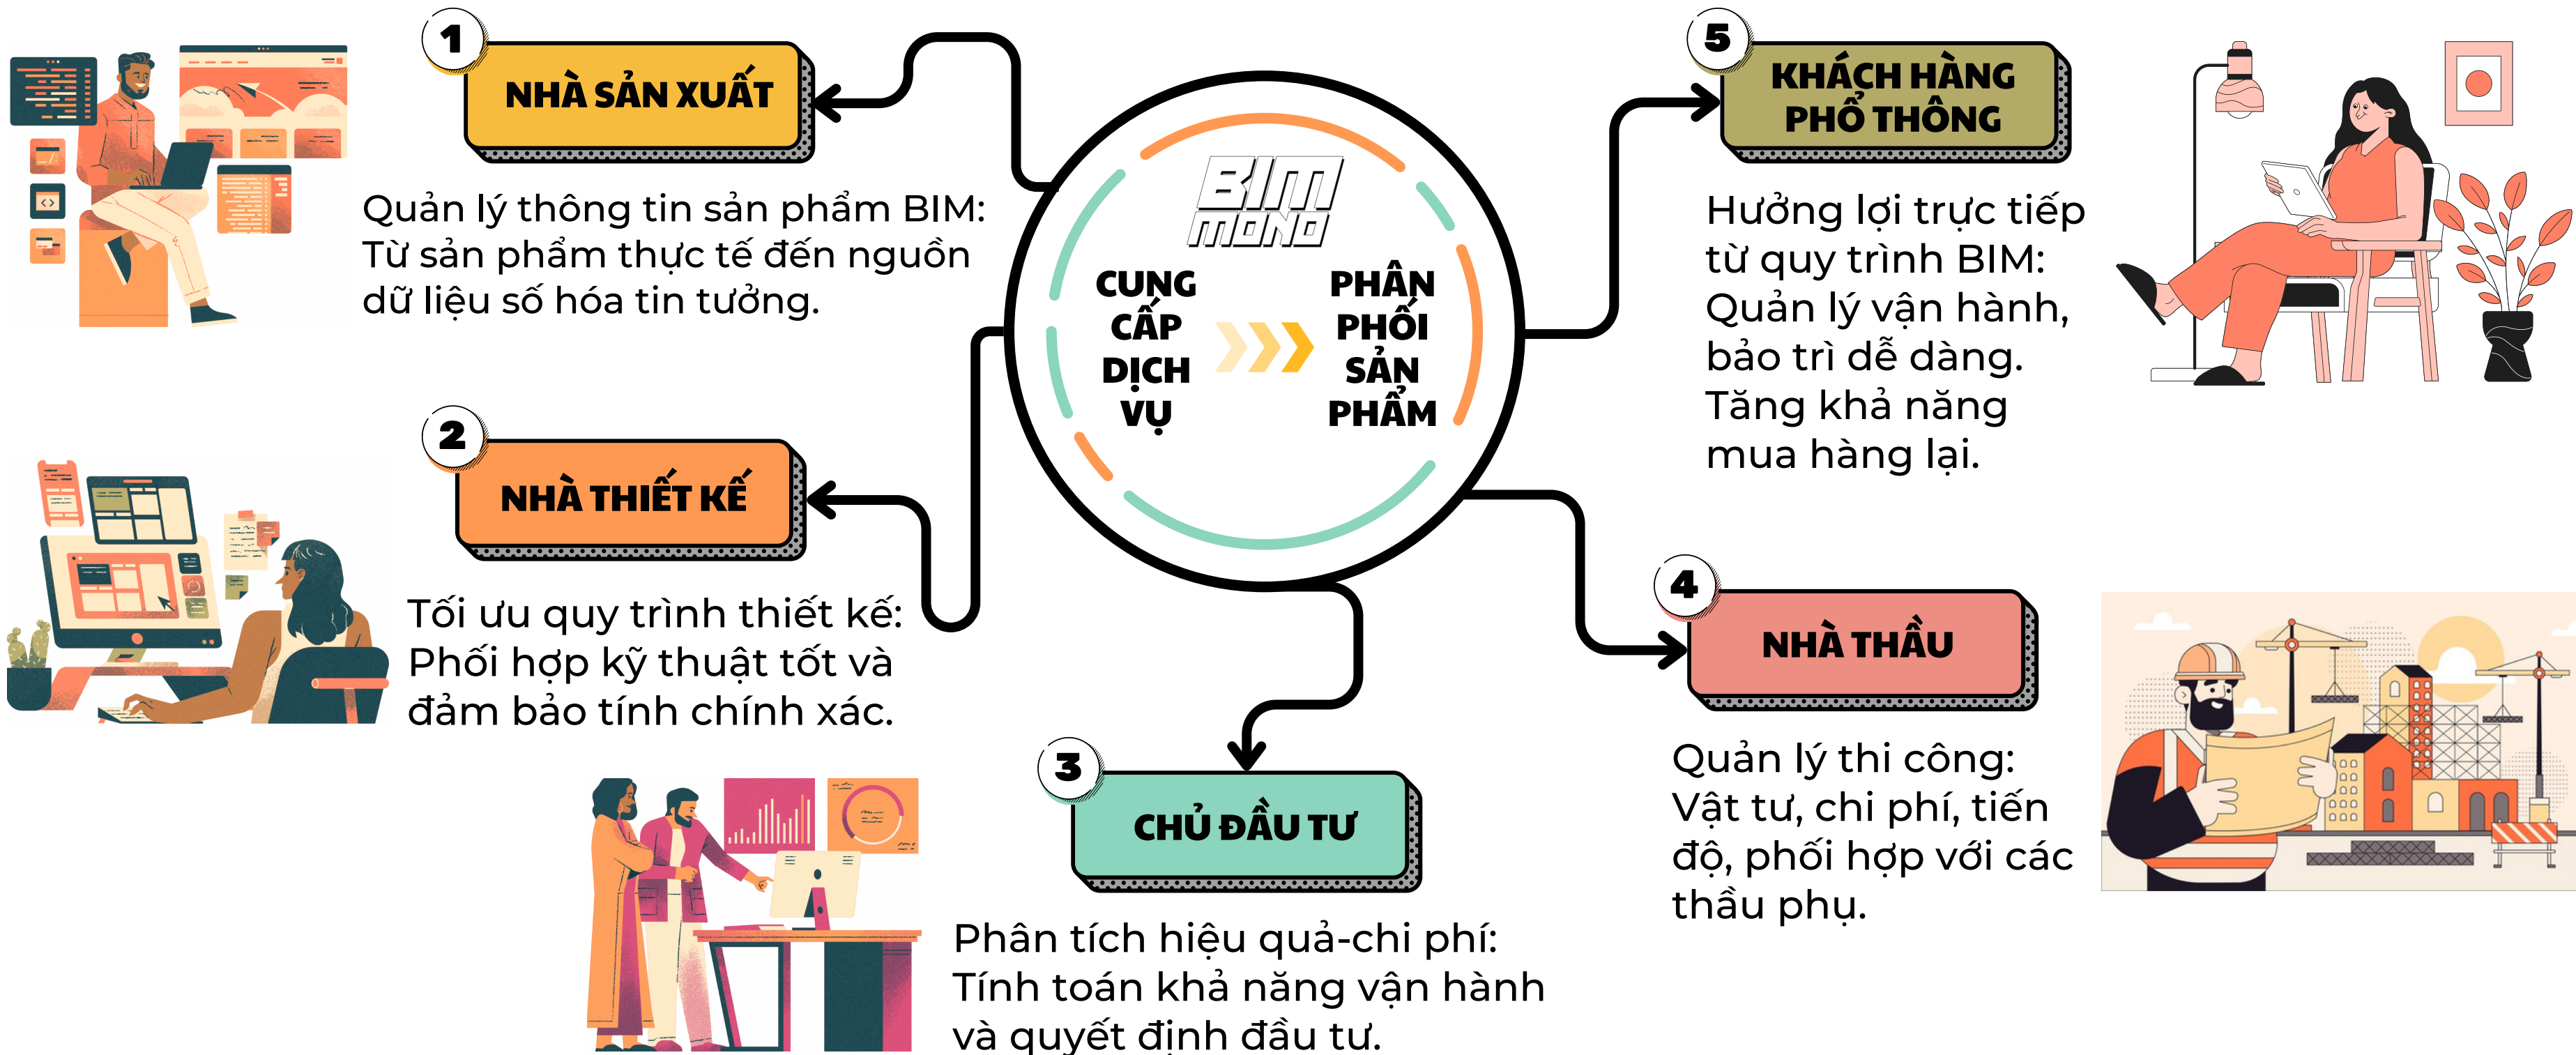 1
NHÀ SẢN XUẤT
Quản lý thông tin sản phẩm BIM:
Từ sản phẩm thực tế đến nguồn
dữ liệu số hóa tin tưởng.
2
NHÀ THIẾT KẾ
Tối ưu quy trình thiết kế:
Phối hợp kỹ thuật tốt và
đảm bảo tính chính xác.
BIM
MONO
CUNG
CẤP
DỊCH
VỤ
PHÂN
PHỐI
SẢN
PHẨM
3
CHỦ ĐẦU TƯ
Phân tích hiệu quả-chi phí:
Tính toán khả năng vận hành
và quyết định đầu tư.
4
NHÀ THẦU
Quản lý thi công:
Vật tư, chi phí, tiến
độ, phối hợp với các
thầu phụ.
5
KHÁCH HÀNG
PHỔ THÔNG
Hưởng lợi trực tiếp
từ quy trình BIM:
Quản lý vận hành,
bảo trì dễ dàng.
Tăng khả năng
mua hàng lại.